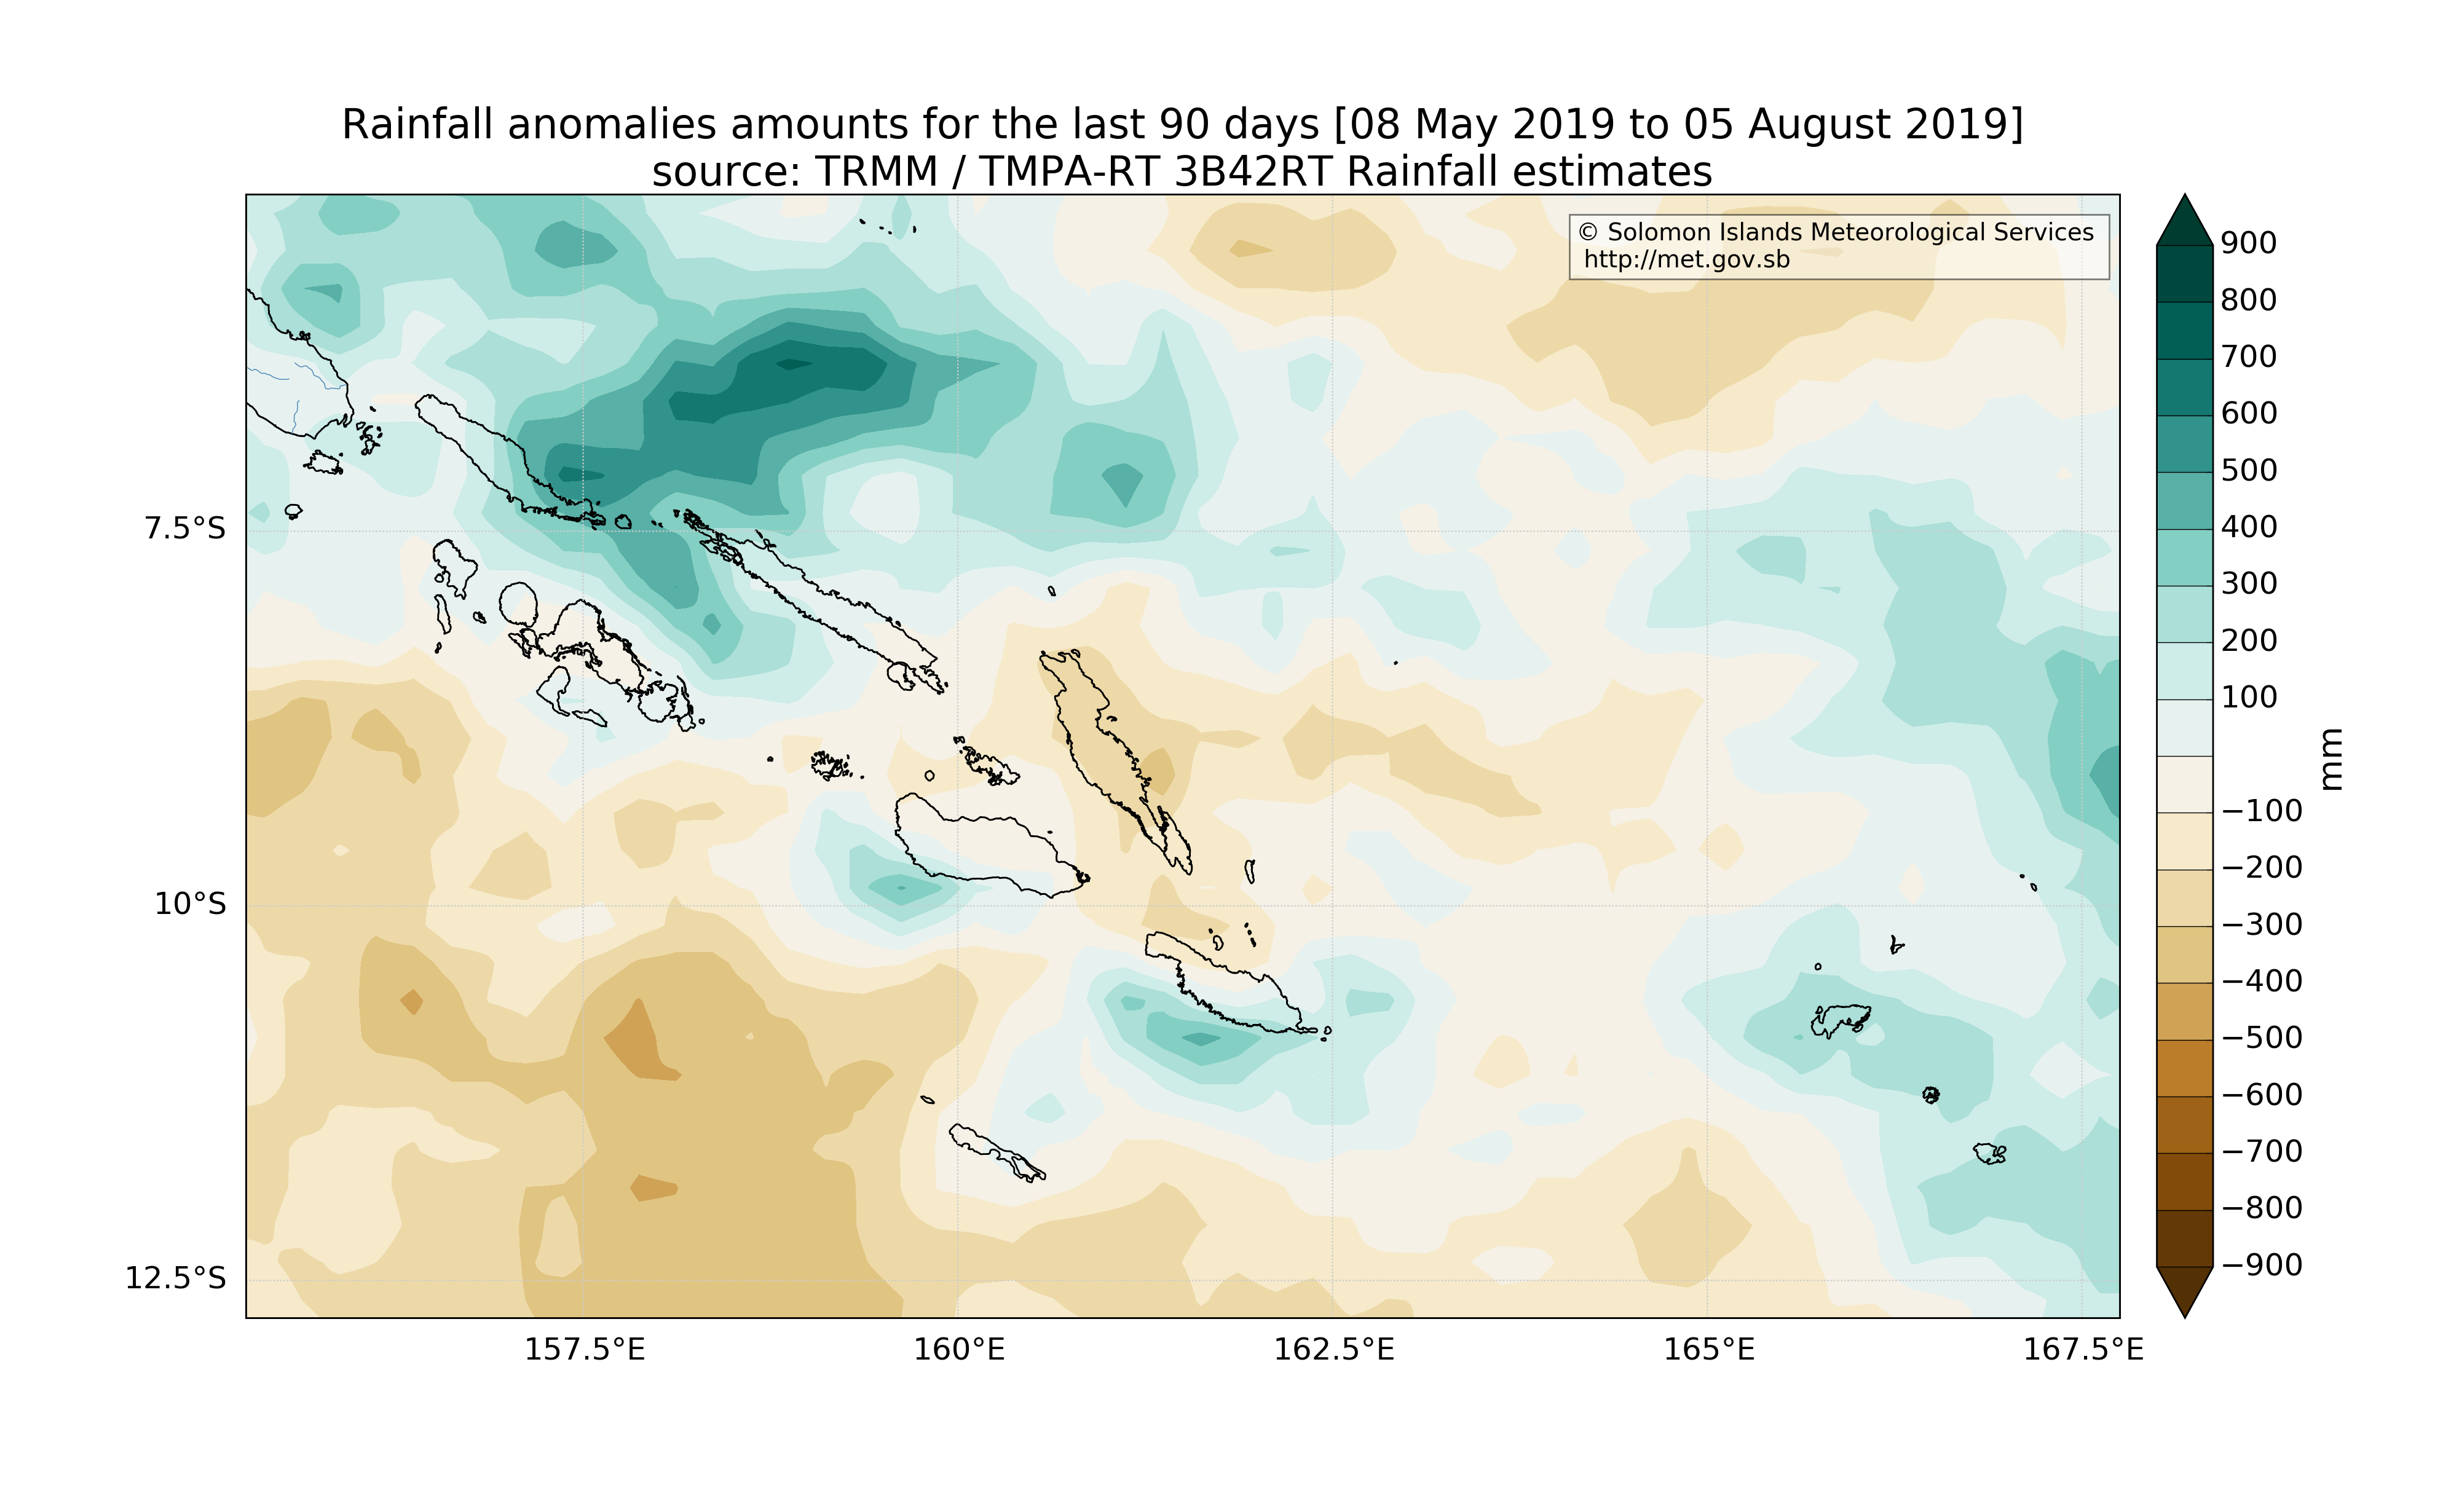 Rainfall anomalies amounts for the last 90 days [08 May 2019 to 05 August 2019]
source: TRMM / TMPA-RT 3B42RT Rainfall estimates
© Solomon Islands Meteorological Services
http://met.gov.sb
7.5°S
10°S
12.5°S
157.5°E
160°E
162.5°E
165°E
167.5°E
900
800
700
600
500
400
300
200
100
−100
−200
−300
−400
−500
−600
−700
−800
−900
mm